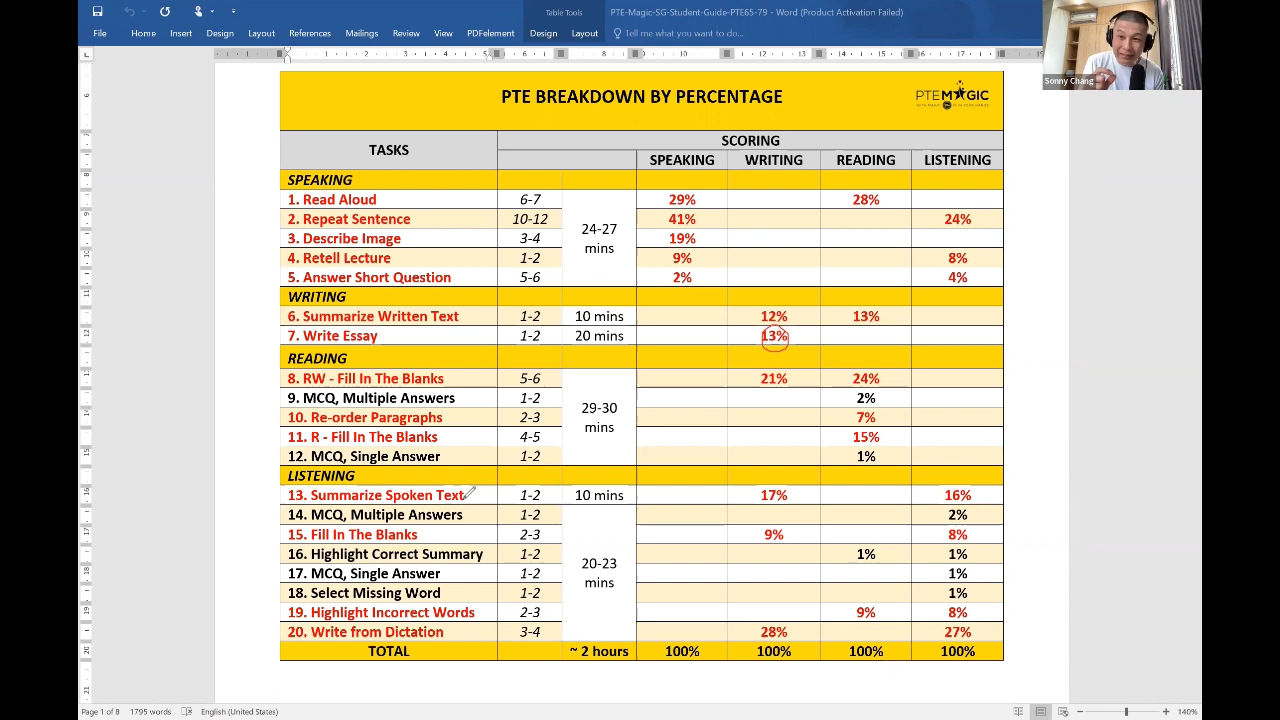 PTE-Magic-SG-Student-Guide-PTE65-79 - Word (Product Activation Failed)
Table Tools
File Home Insert Design Layout References Mailings Review View PDFelement Design Layout Tell me what you want to do...
Sonny Chang
PTE BREAKDOWN BY PERCENTAGE
PTE MAGIC
TASKS SCORING
SPEAKING WRITING READING LISTENING
SPEAKING
1. Read Aloud 6-7 29% 28%
2. Repeat Sentence 10-12 41% 24%
24-27 mins
3. Describe Image 3-4 19%
4. Retell Lecture 1-2 9% 8%
5. Answer Short Question 5-6 2% 4%
WRITING
6. Summarize Written Text 1-2 10 mins 12% 13%
7. Write Essay 1-2 20 mins 13%
READING
8. RW - Fill In The Blanks 5-6 21% 24%
9. MCQ, Multiple Answers 1-2 2%
29-30 mins
10. Re-order Paragraphs 2-3 7%
11. R - Fill In The Blanks 4-5 15%
12. MCQ, Single Answer 1-2 1%
LISTENING
13. Summarize Spoken Text 1-2 10 mins 17% 16%
14. MCQ, Multiple Answers 1-2 2%
15. Fill In The Blanks 2-3 9% 8%
16. Highlight Correct Summary 1-2 1% 1%
20-23 mins
17. MCQ, Single Answer 1-2 1%
18. Select Missing Word 1-2 1%
19. Highlight Incorrect Words 2-3 9% 8%
20. Write from Dictation 28% 27%
TOTAL ~ 2 hours 100% 100% 100% 100%
Page 1 of 8 1795 words English (United States) 140%